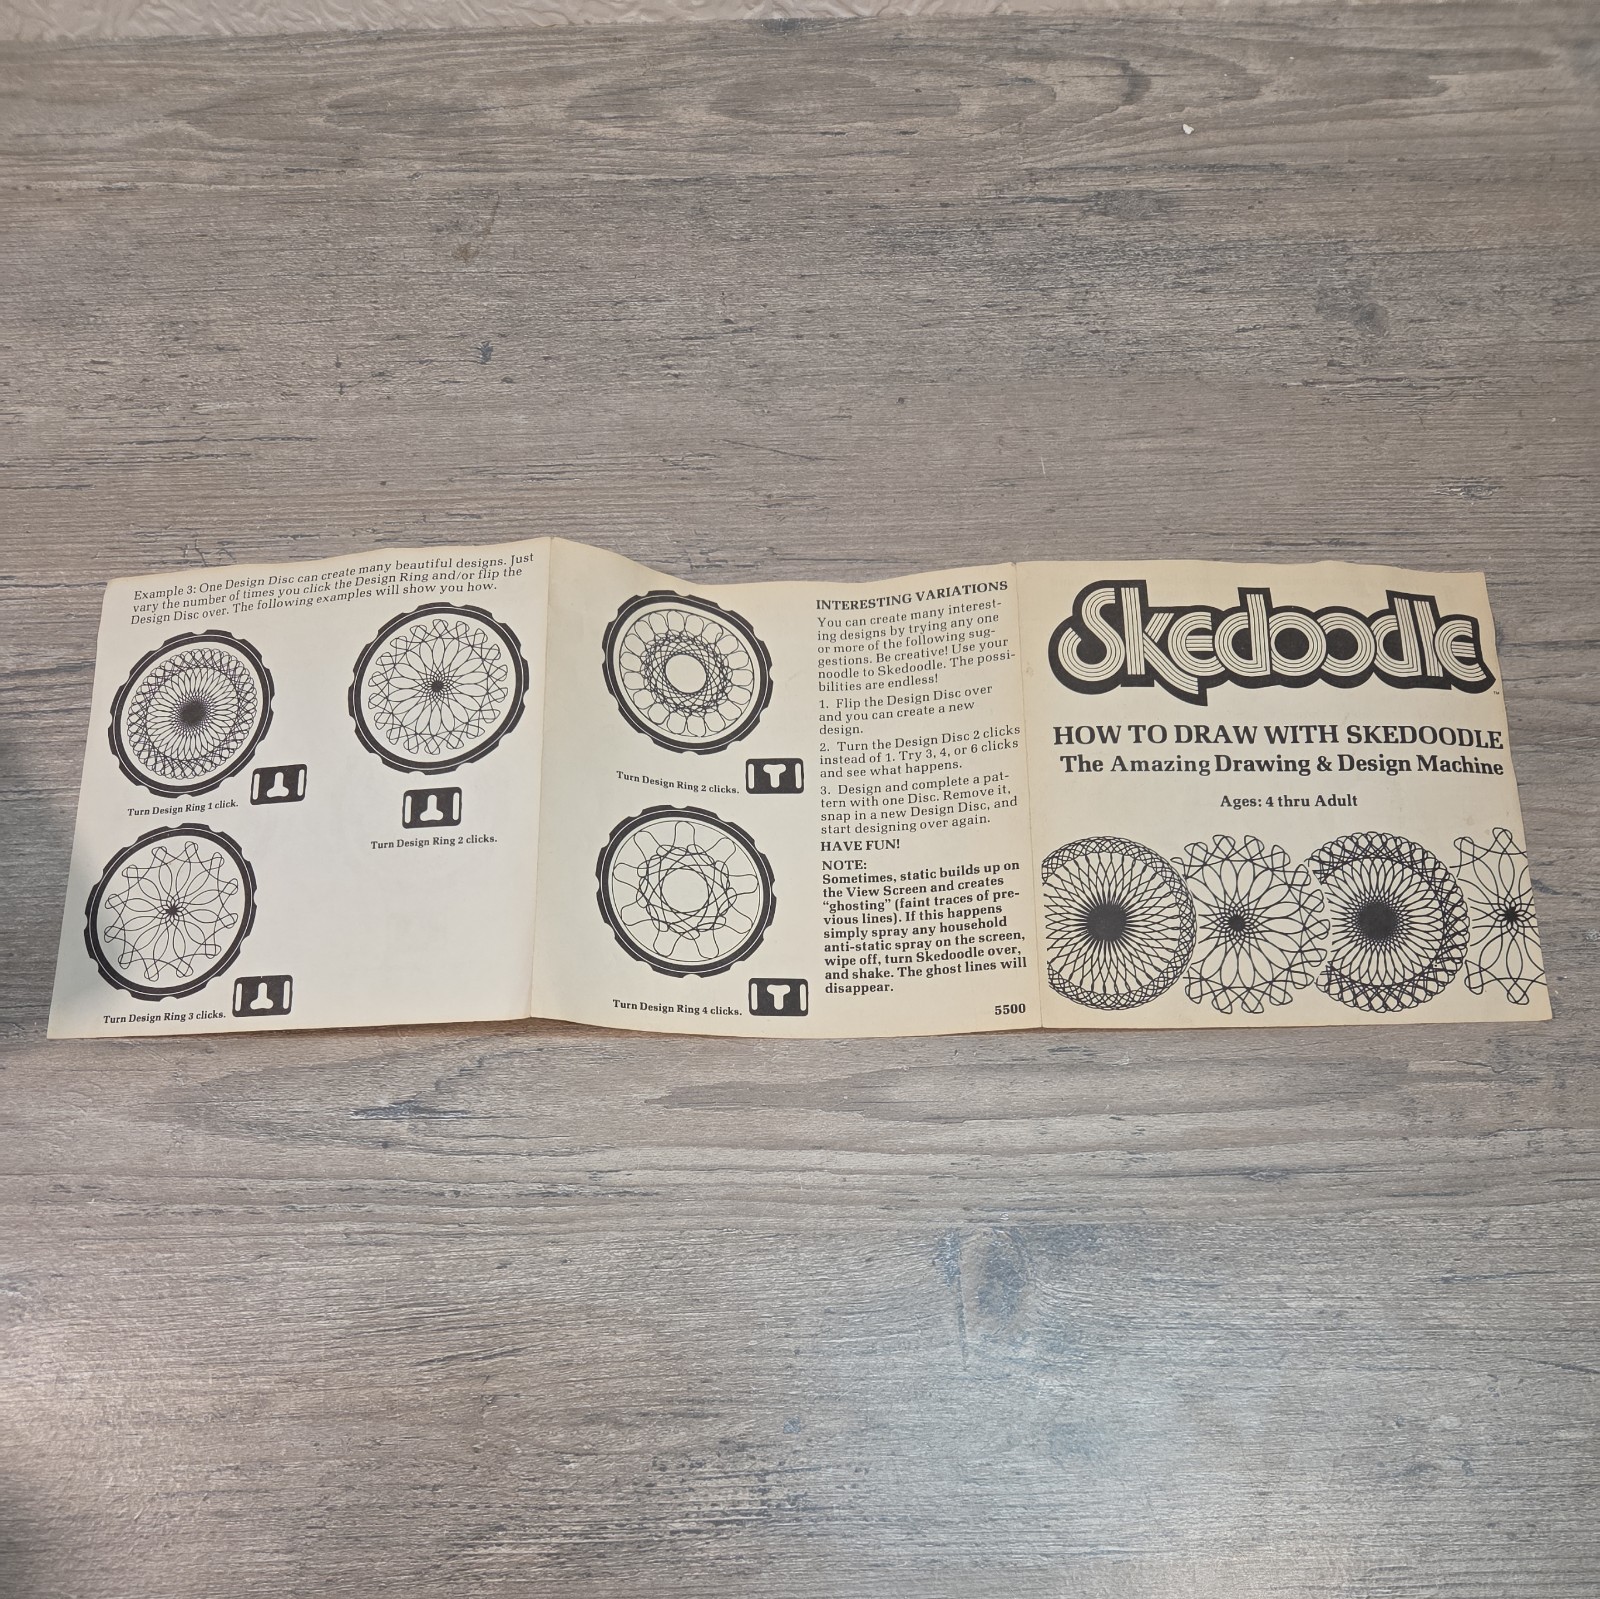 Example 3: One Design Disc can create many beautiful designs. Just
vary the number of times you click the Design Ring and/or flip the
Design Disc over. The following examples will show you how.
Turn Design Ring 1 click.
Turn Design Ring 2 clicks.
Turn Design Ring 3 clicks.
Turn Design Ring 2 clicks.
Turn Design Ring 4 clicks.
INTERESTING VARIATIONS
You can create many interest-
ing designs by trying any one
or more of the following sug-
gestions. Be creative! Use your
noodle to Skedoodle. The possi-
bilities are endless!
1. Flip the Design Disc over
and you can create a new
design.
2. Turn the Design Disc 2 clicks
instead of 1. Try 3, 4, or 6 clicks
and see what happens.
3. Design and complete a pat-
tern with one Disc. Remove it,
snap in a new Design Disc, and
start designing over again.
HAVE FUN!
NOTE:
Sometimes, static builds up on
the View Screen and creates
“ghosting” (faint traces of pre-
vious lines). If this happens
simply spray any household
anti-static spray on the screen,
wipe off, turn Skedoodle over,
and shake. The ghost lines will
disappear.
5500
Skedoodle™
HOW TO DRAW WITH SKEDOODLE
The Amazing Drawing & Design Machine
Ages: 4 thru Adult